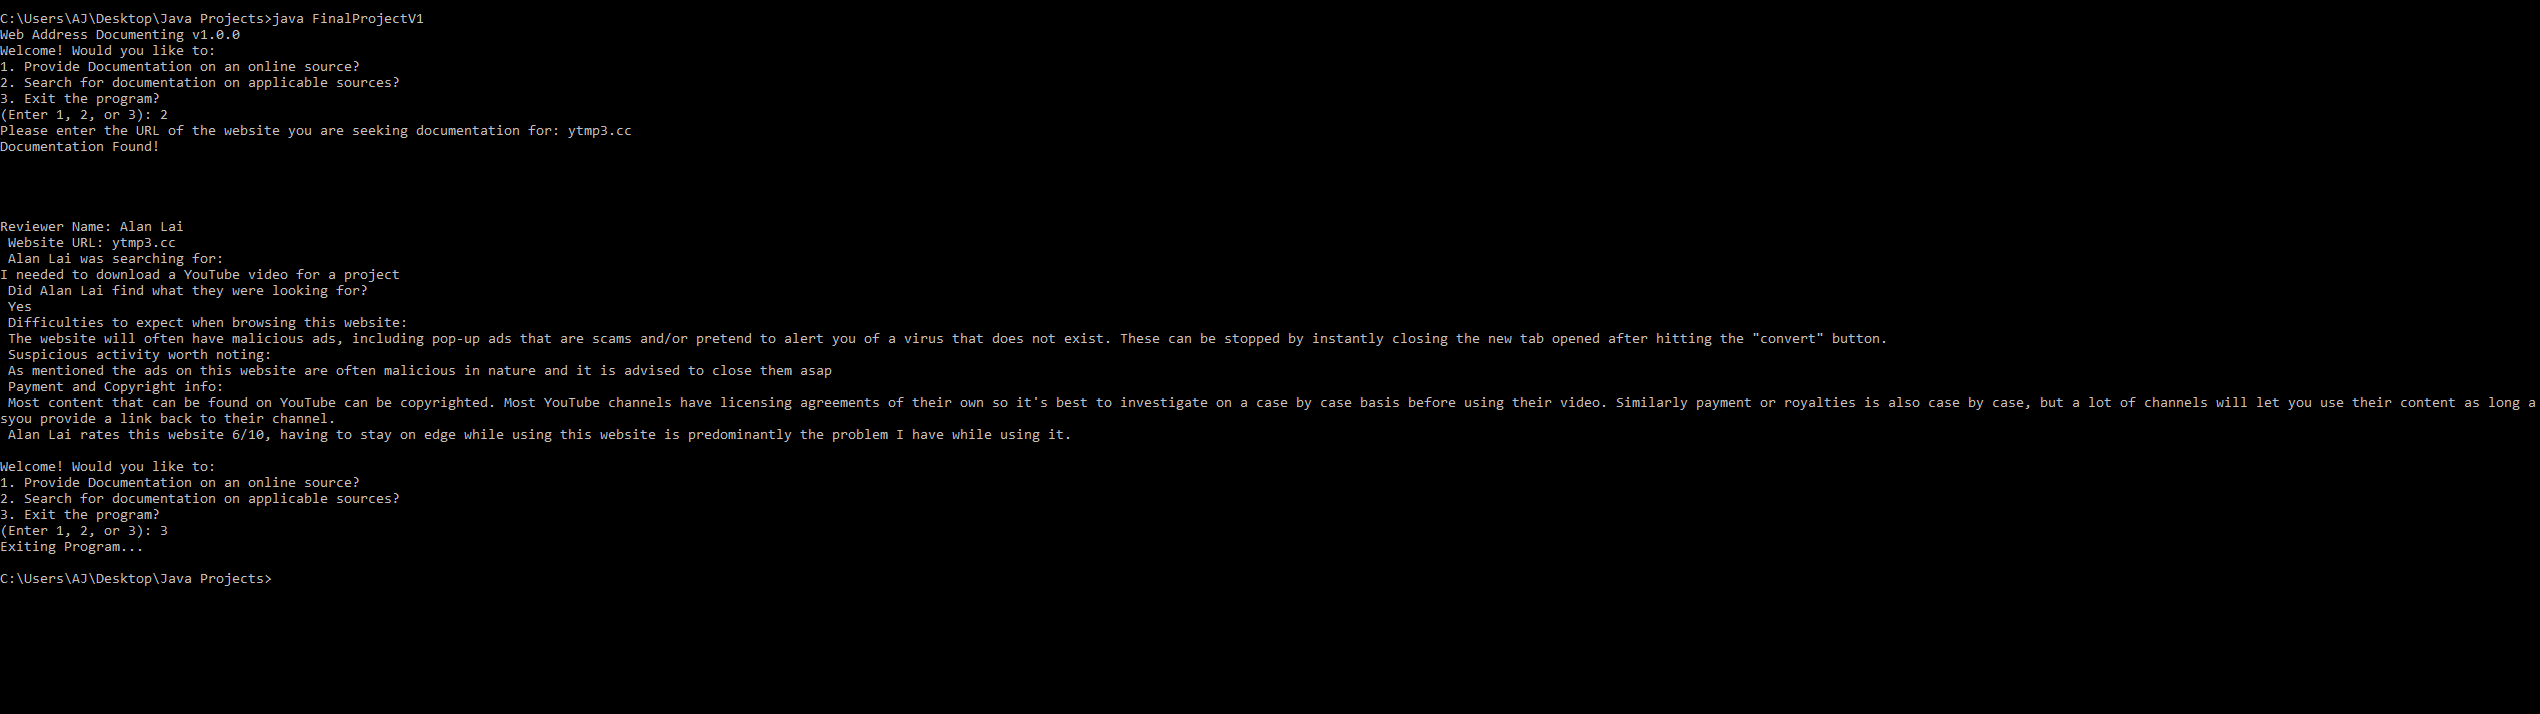 C:\Users\AJ\Desktop\Java Projects>java FinalProjectV1
Web Address Documenting v1.0.0
Welcome! Would you like to:
1. Provide Documentation on an online source?
2. Search for documentation on applicable sources?
3. Exit the program?
(Enter 1, 2, or 3): 2
Please enter the URL of the website you are seeking documentation for: ytmp3.cc
Documentation Found!
Reviewer Name: Alan Lai
Website URL: ytmp3.cc
Alan Lai was searching for:
I needed to download a YouTube video for a project
Did Alan Lai find what they were looking for?
Yes
Difficulties to expect when browsing this website:
The website will often have malicious ads, including pop-up ads that are scams and/or pretend to alert you of a virus that does not exist. These can be stopped by instantly closing the new tab opened after hitting the "convert" button.
Suspicious activity worth noting:
As mentioned the ads on this website are often malicious in nature and it is advised to close them asap
Payment and Copyright info:
Most content that can be found on YouTube can be copyrighted. Most YouTube channels have licensing agreements of their own so it's best to investigate on a case by case basis before using their video. Similarly payment or royalties is also case by case, but a lot of channels will let you use their content as long a
syou provide a link back to their channel.
Alan Lai rates this website 6/10, having to stay on edge while using this website is predominantly the problem I have while using it.
Welcome! Would you like to:
1. Provide Documentation on an online source?
2. Search for documentation on applicable sources?
3. Exit the program?
(Enter 1, 2, or 3): 3
Exiting Program...
C:\Users\AJ\Desktop\Java Projects>